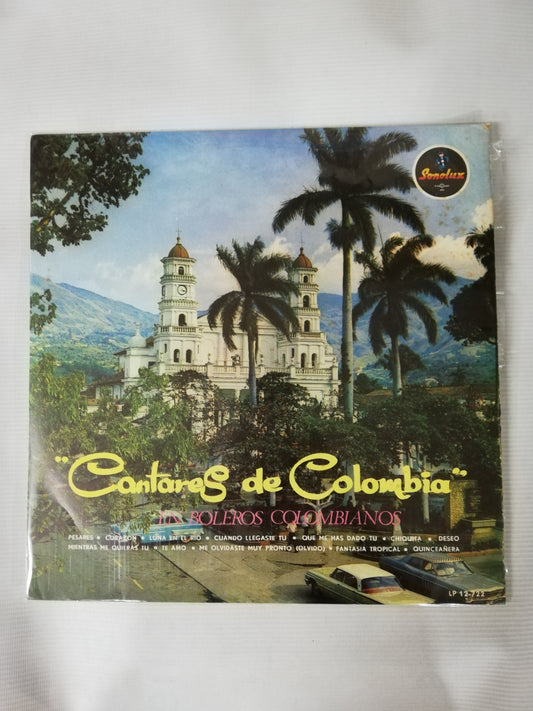 Sonolux
"Cantares de Colombia"
EN BOLEROS COLOMBIANOS
PESARES • CORAZON • LUNA EN EL RIO • CUANDO LLEGASTE TU • QUE ME HAS DADO TU • CHIQUITA • DESEO
MIENTRAS ME QUIERAS TU • TE AMO • ME OLVIDASTE MUY PRONTO (OLVIDO) • FANTASIA TROPICAL • QUINCEAÑERA
LP 12-722